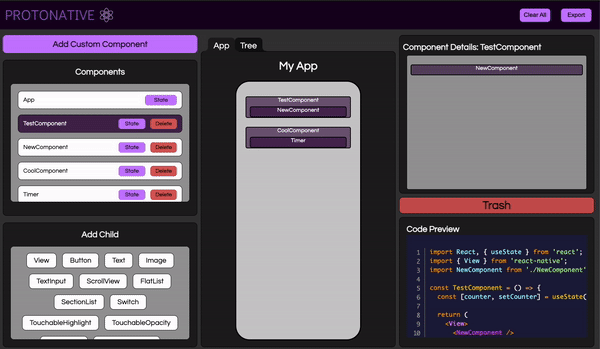 PROTONATIVE
Clear All
Export
Add Custom Component
Components
App
State
TestComponent
State
Delete
NewComponent
State
Delete
CoolComponent
State
Delete
Timer
State
Delete
Add Child
View
Button
Text
Image
TextInput
ScrollView
FlatList
SectionList
Switch
TouchableHighlight
TouchableOpacity
App
Tree
My App
TestComponent
NewComponent
CoolComponent
Timer
Component Details: TestComponent
NewComponent
Trash
Code Preview
1 import React, { useState } from 'react';
2 import { View } from 'react-native';
3 import NewComponent from './NewComponent'
4
5 const TestComponent = () => {
6 const [counter, setCounter] = useState(
7
8 return (
9 <View>
10 <NewComponent />